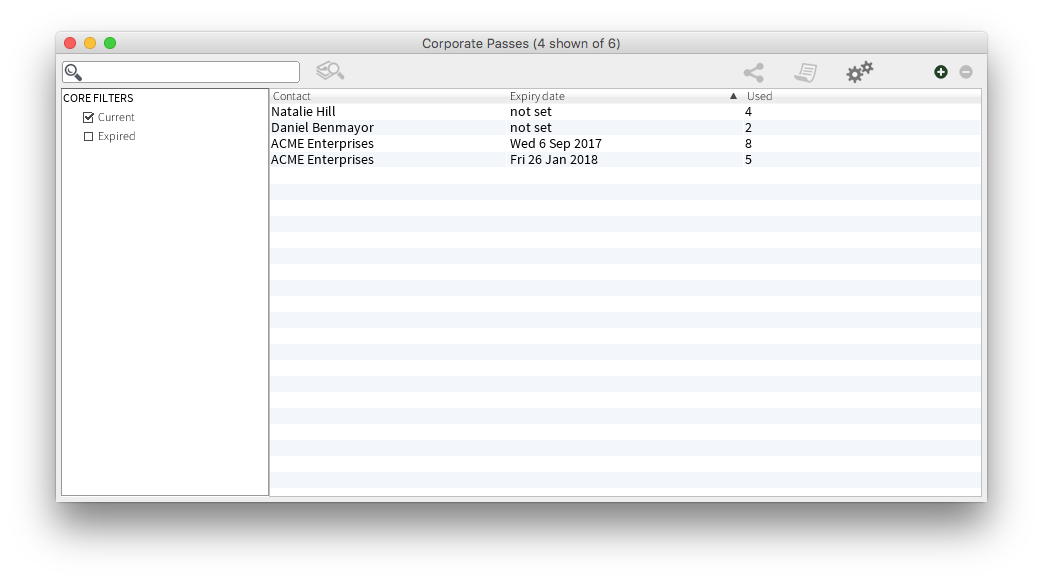 Corporate Passes (4 shown of 6)
CORE FILTERS
Current
Expired
Contact Expiry date Used
Natalie Hill not set 4
Daniel Benmayor not set 2
ACME Enterprises Wed 6 Sep 2017 8
ACME Enterprises Fri 26 Jan 2018 5